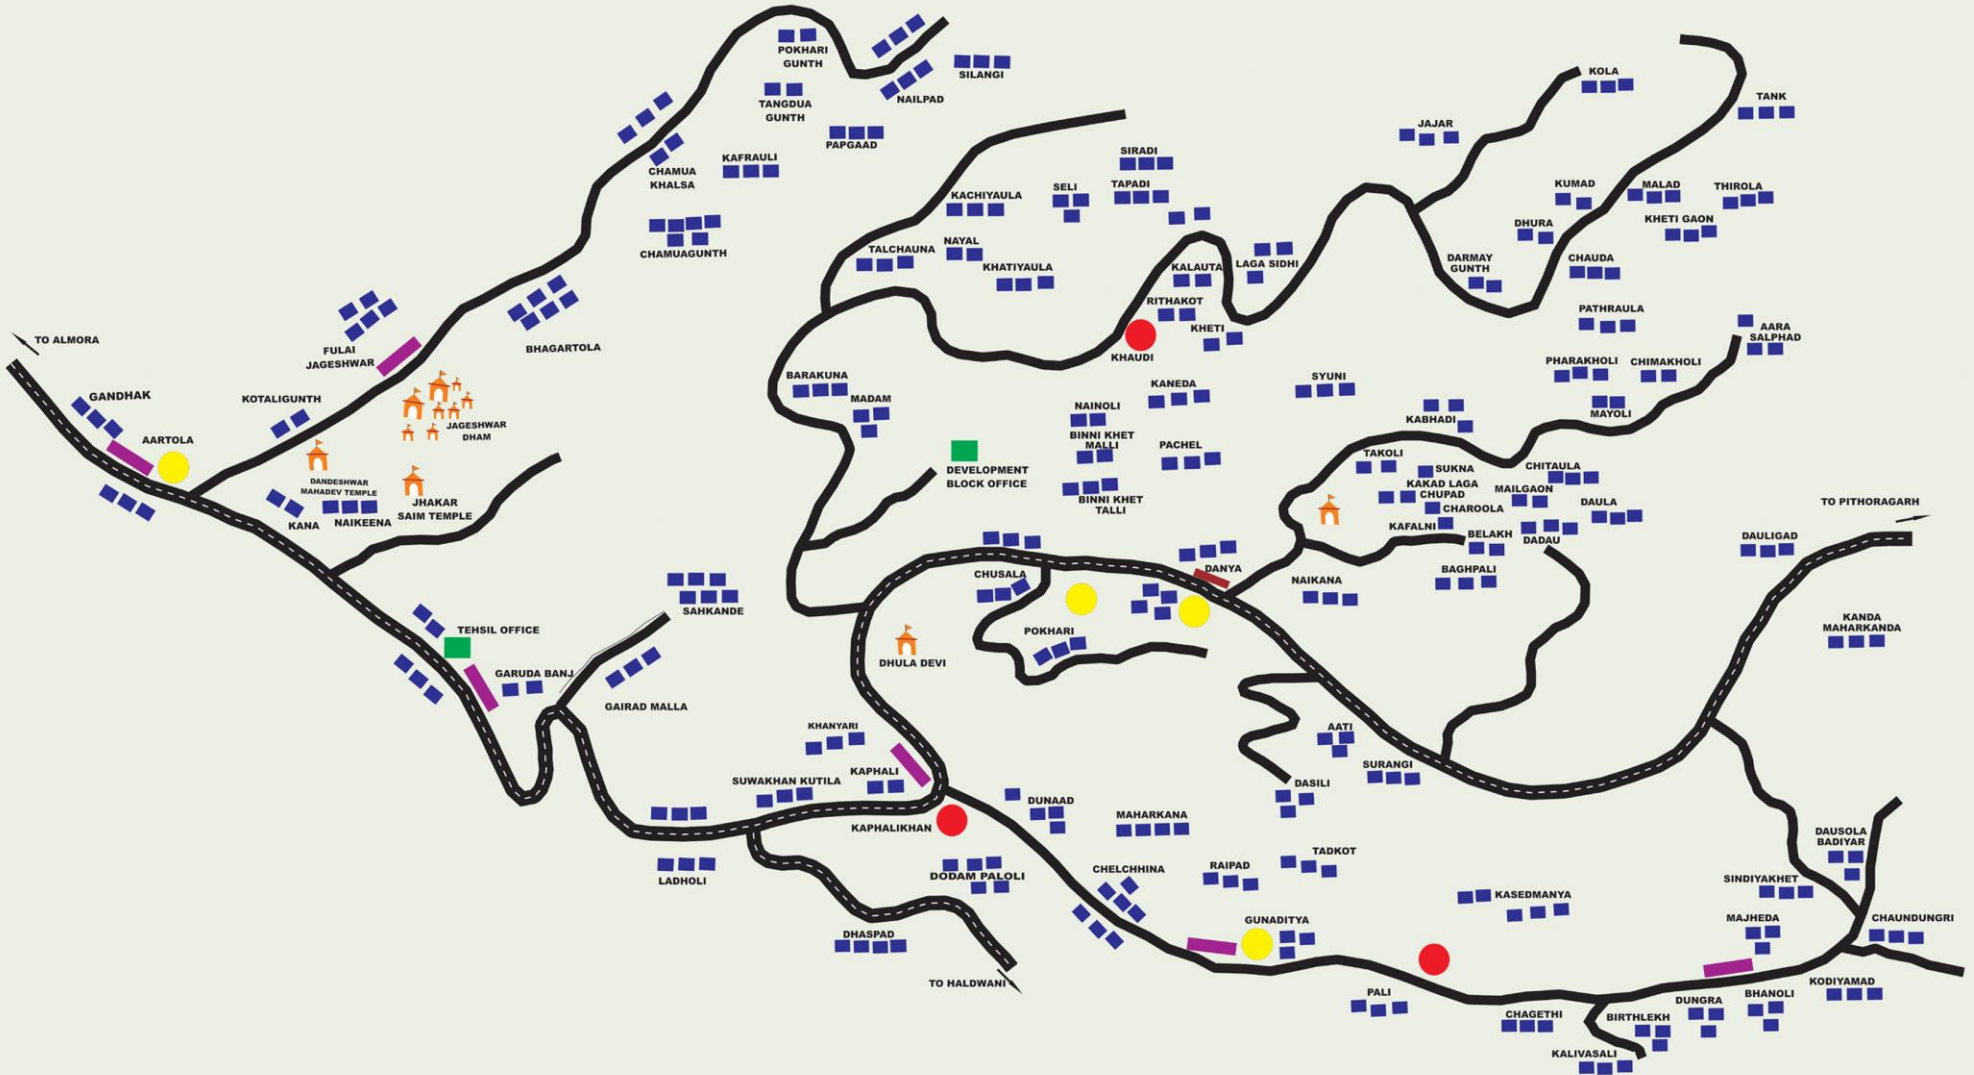 POKHARI
GUNTH
SILANGI
NAILPAD
TANGDUA
GUNTH
PAPGAAD
KAFRAULI
CHAMUA
KHALSA
CHAMUAGUNTH
BHAGARTOLA
FULAI
JAGESHWAR
TO ALMORA
GANDHAK
AARTOLA
KOTALIGUNTH
JAGESHWAR
DHAM
DANDESHWAR
MAHADEV TEMPLE
JHAKAR
SAIM TEMPLE
KANA
NAIKEENA
TEHSIL OFFICE
GARUDA BANJ
SAHKANDE
GAIRAD MALLA
KHANYARI
KAPHALI
SUWAKHAN KUTILA
KAPHALIKHAN
LADHOLI
DHASPAD
DODAM PALOLI
TO HALDWANI
KACHIYAULA
SELI
SIRADI
TAPADI
TALCHAUNA
NAYAL
KHATIYAULA
KALAUTA
LAGA SIDHI
RITHAKOT
KHETI
KHAUDI
BARAKUNA
MADAM
DEVELOPMENT
BLOCK OFFICE
NAINOLI
BINNI KHET
MALLI
BINNI KHET
TALLI
KANEDA
PACHEL
SYUNI
KOLA
TANK
JAJAR
KUMAD
MALAD
THIROLA
KHETI GAON
DHURA
DARMAY
GUNTH
CHAUDA
PATHRAULA
AARA
SALPHAD
PHARAKHOLI
CHIMAKHOLI
MAYOLI
KABHADI
TAKOLI
SUKNA
KAKAD LAGA
CHUPAD
CHAROOLA
KAFALNI
CHITAULA
MAILGAON
DAULA
DADAU
BELAKH
BAGHPALI
NAIKANA
TO PITHORAGARH
DAULIGAD
KANDA
MAHARKANDA
CHUSALA
DANYA
POKHARI
DHULA DEVI
AATI
SURANGI
DASILI
DUNAAD
MAHARKANA
CHELCHHINA
RAIPAD
TADKOT
GUNADITYA
KASEDMANYA
PALI
CHAGETHI
BIRTHLEKH
KALIVASALI
DUNGRA
BHANOLI
KODIYAMAD
MAJHEDA
SINDIYAKHET
DAUSOLA
BADIYAR
CHAUNDUNGRI